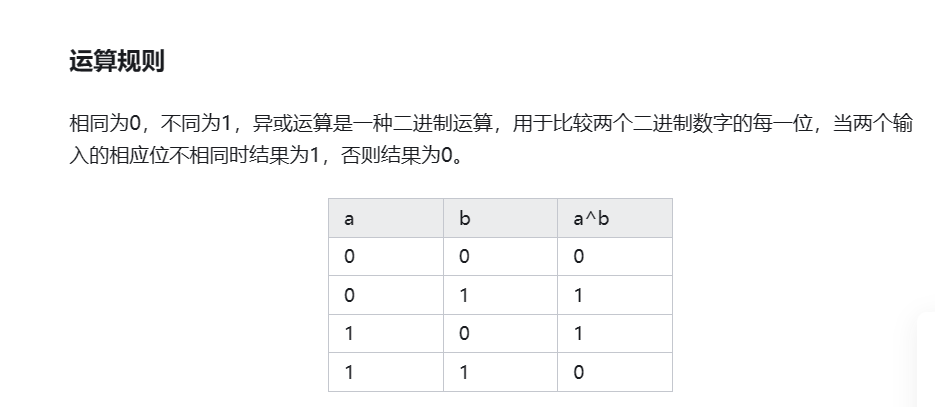 运算规则
相同为0，不同为1，异或运算是一种二进制运算，用于比较两个二进制数字的每一位，当两个输
入的相应位不相同时结果为1，否则结果为0。
a b a^b
0 0 0
0 1 1
1 0 1
1 1 0